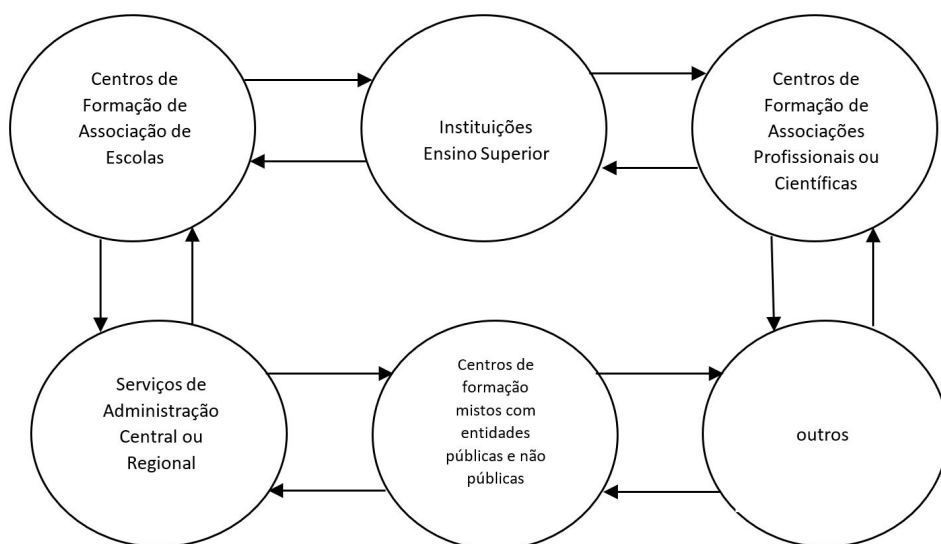 Centros de
Formação de
Associação de
Escolas
Instituições
Ensino Superior
Centros de
Formação de
Associações
Profissionais ou
Científicas
Serviços de
Administração
Central ou
Regional
Centros de
formação
mistos com
entidades
públicas e não
públicas
outros